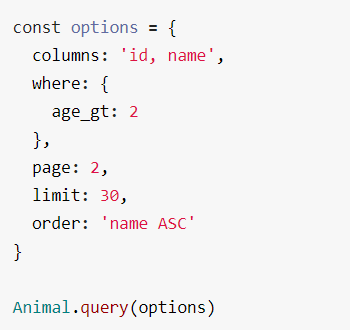 const options = {
  columns: 'id, name',
  where: {
    age_gt: 2
  },
  page: 2,
  limit: 30,
  order: 'name ASC'
}
Animal.query(options)